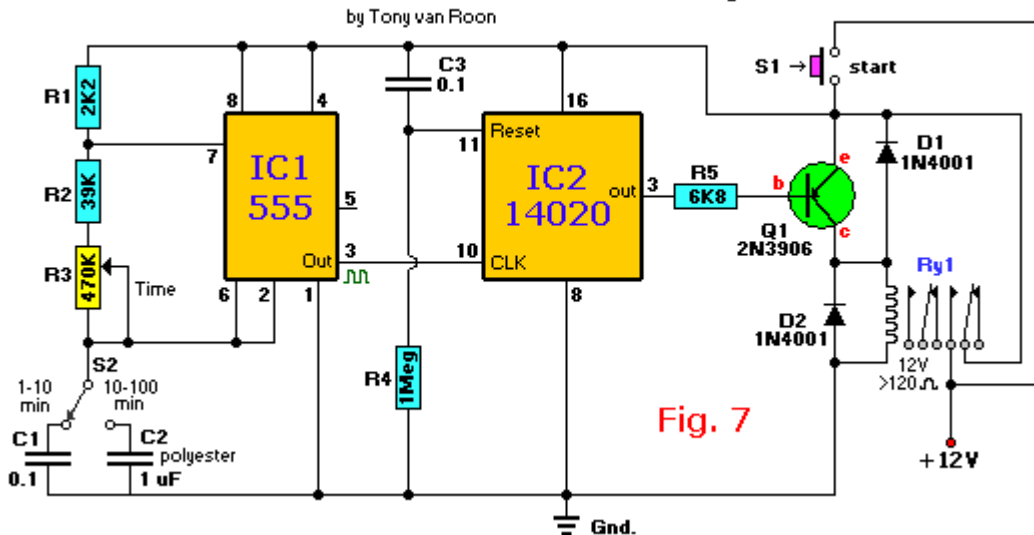 by Tony van Roon
R1
2K2
R2
39K
R3
470K
Time
S2
1-10
min
10-100
min
C1
0.1
C2
polyester
1 uF
8
4
7
IC1
555
5
Out
3
6
2
1
C3
0.1
R4
1Meg
16
11
Reset
IC2
14020
out
3
10
CLK
8
R5
6K8
S1
start
b
e
c
Q1
2N3906
D1
1N4001
D2
1N4001
Ry1
12V
>120
Fig. 7
+12V
Gnd.